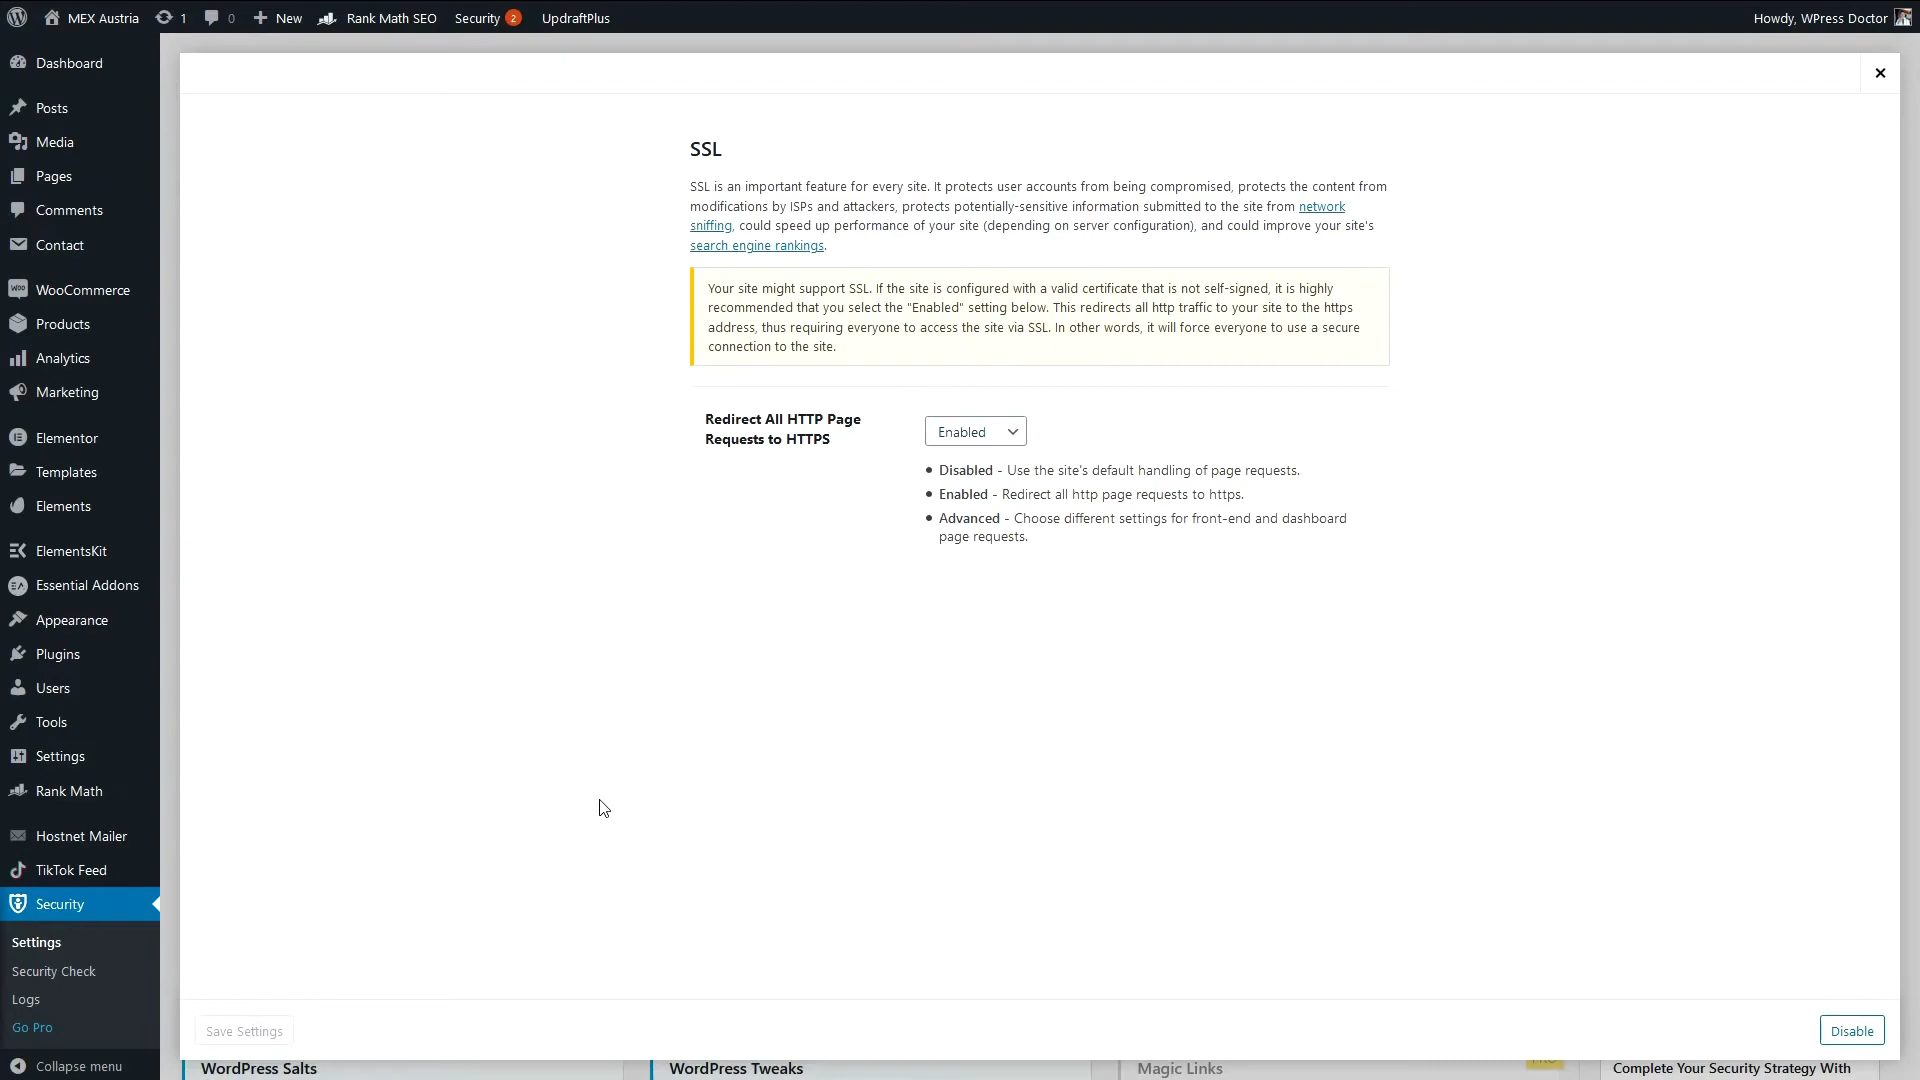 MEX Austria
1
0
New
Rank Math SEO
Security 2
UpdraftPlus
Howdy, WPress Doctor
Dashboard
Posts
Media
Pages
Comments
Contact
WooCommerce
Products
Analytics
Marketing
Elementor
Templates
Elements
ElementsKit
Essential Addons
Appearance
Plugins
Users
Tools
Settings
Rank Math
Hostnet Mailer
TikTok Feed
Security
Settings
Security Check
Logs
Go Pro
Collapse menu
SSL
SSL is an important feature for every site. It protects user accounts from being compromised, protects the content from
modifications by ISPs and attackers, protects potentially-sensitive information submitted to the site from network
sniffing, could speed up performance of your site (depending on server configuration), and could improve your site's
search engine rankings.
Your site might support SSL. If the site is configured with a valid certificate that is not self-signed, it is highly
recommended that you select the "Enabled" setting below. This redirects all http traffic to your site to the https
address, thus requiring everyone to access the site via SSL. In other words, it will force everyone to use a secure
connection to the site.
Redirect All HTTP Page
Requests to HTTPS
Enabled
• Disabled - Use the site's default handling of page requests.
• Enabled - Redirect all http page requests to https.
• Advanced - Choose different settings for front-end and dashboard
page requests.
Save Settings
Disable
WordPress Salts
WordPress Tweaks
Magic Links
PRO
Complete Your Security Strategy With